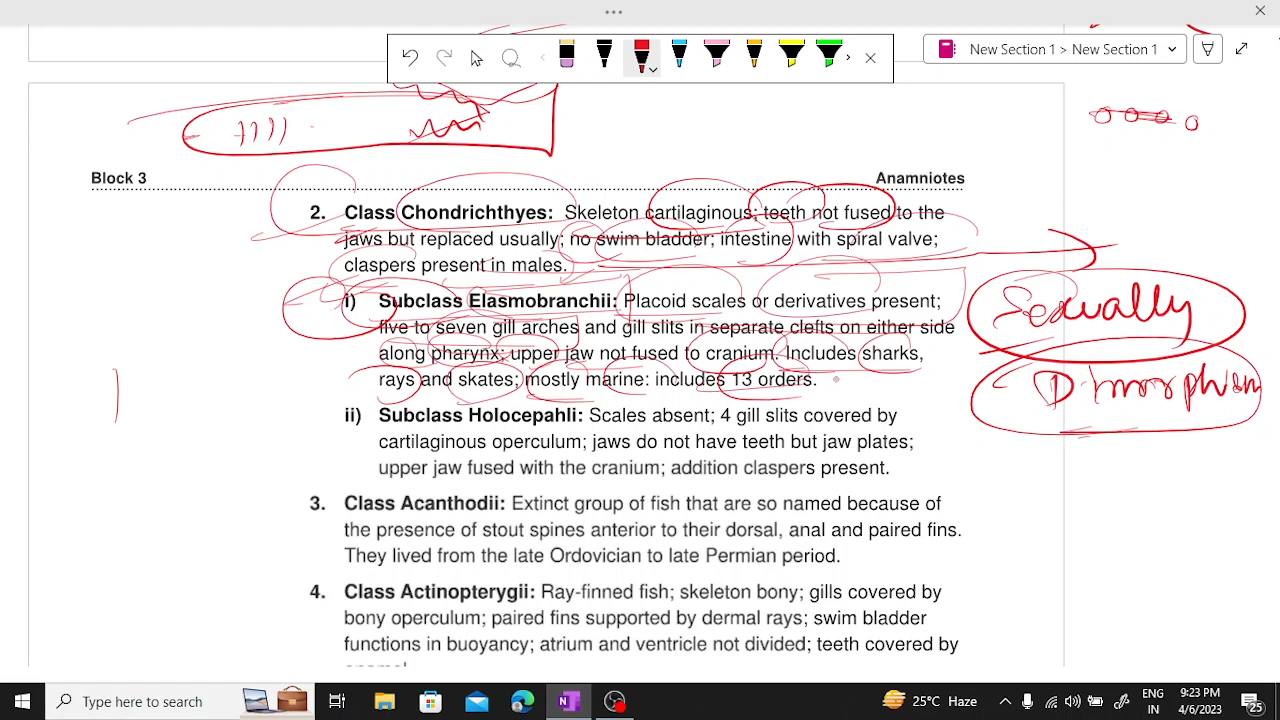 New Section 1 > New Section 1
Block 3
Anamniotes
2. Class Chondrichthyes: Skeleton cartilaginous; teeth not fused to the
jaws but replaced usually; no swim bladder; intestine with spiral valve;
claspers present in males.
i) Subclass Elasmobranchii: Placoid scales or derivatives present;
five to seven gill arches and gill slits in separate clefts on either side
along pharynx; upper jaw not fused to cranium. Includes sharks,
rays and skates; mostly marine: includes 13 orders.
Sexually
Dimorphism
ii) Subclass Holocepahli: Scales absent; 4 gill slits covered by
cartilaginous operculum; jaws do not have teeth but jaw plates;
upper jaw fused with the cranium; addition claspers present.
3. Class Acanthodii: Extinct group of fish that are so named because of
the presence of stout spines anterior to their dorsal, anal and paired fins.
They lived from the late Ordovician to late Permian period.
4. Class Actinopterygii: Ray-finned fish; skeleton bony; gills covered by
bony operculum; paired fins supported by dermal rays; swim bladder
functions in buoyancy; atrium and ventricle not divided; teeth covered by
Type here to search
25°C Haze
ENG
IN
9:23 PM
4/6/2023
25